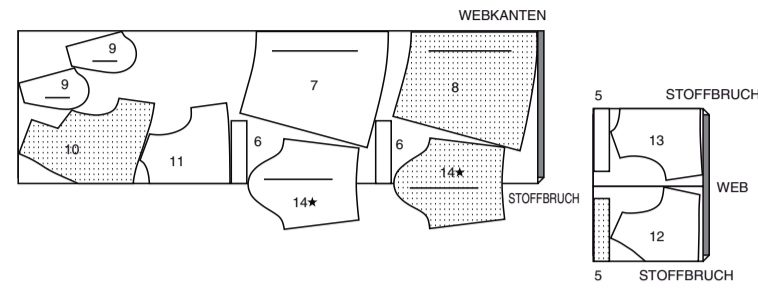 WEBKANTEN
9
9
7
8
10
11
6
6
14★
14★
STOFFBRUCH
5
STOFFBRUCH
13
WEB
12
5
STOFFBRUCH